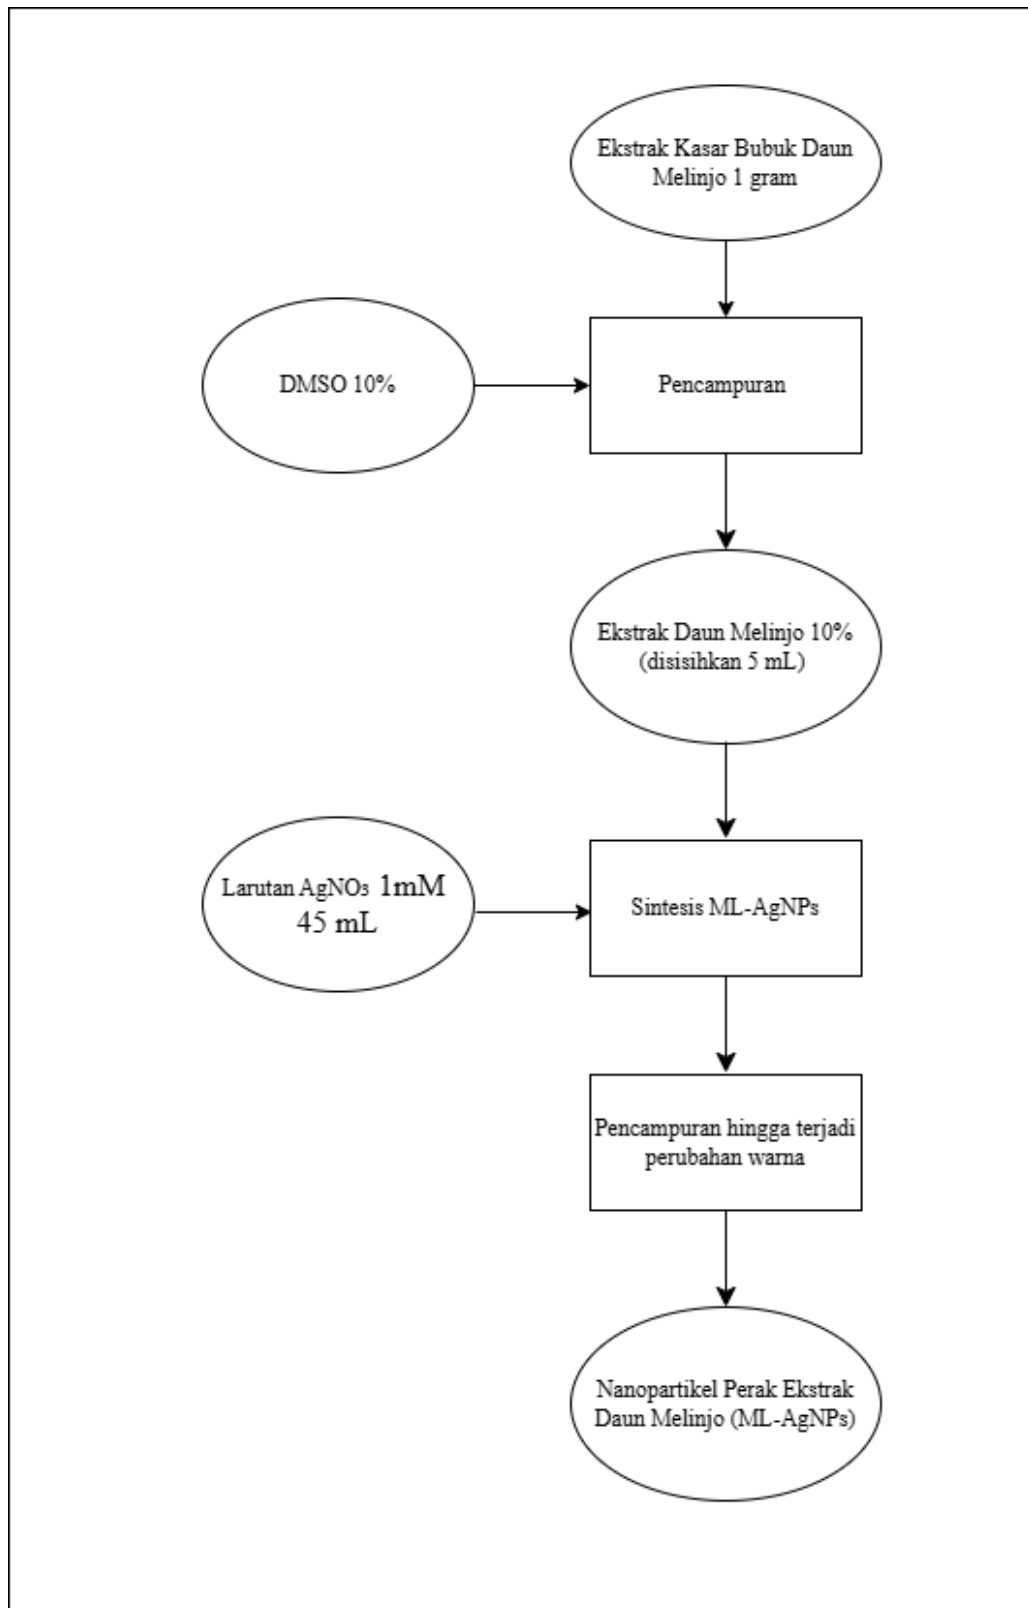 Ekstrak Kasar Bubuk Daun
Melinjo 1 gram
DMSO 10%
Pencampuran
Ekstrak Daun Melinjo 10%
(disisihkan 5 mL)
Larutan AgNO₃ 1mM
45 mL
Sintesis ML-AgNPs
Pencampuran hingga terjadi
perubahan warna
Nanopartikel Perak Ekstrak
Daun Melinjo (ML-AgNPs)